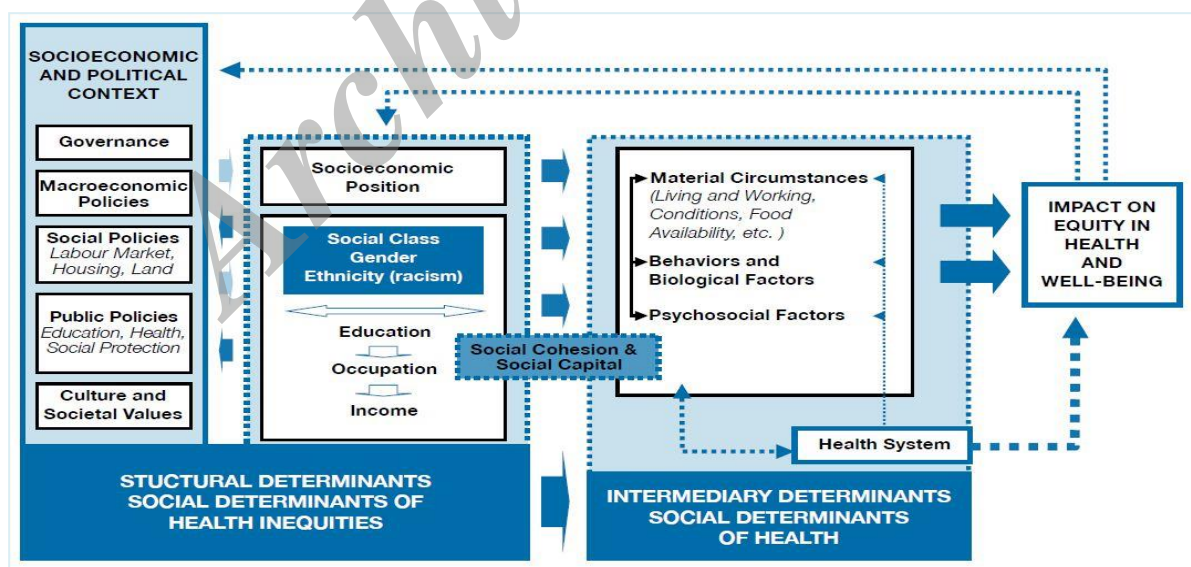 SOCIOECONOMIC
AND POLITICAL
CONTEXT
Governance
Macroeconomic
Policies
Social Policies
Labour Market,
Housing, Land
Public Policies
Education, Health,
Social Protection
Culture and
Societal Values
Socioeconomic
Position
Social Class
Gender
Ethnicity (racism)
Education
Occupation
Income
Social Cohesion &
Social Capital
STUCTURAL DETERMINANTS
SOCIAL DETERMINANTS OF
HEALTH INEQUITIES
Material Circumstances
(Living and Working,
Conditions, Food
Availability, etc. )
Behaviors and
Biological Factors
Psychosocial Factors
Health System
INTERMEDIARY DETERMINANTS
SOCIAL DETERMINANTS
OF HEALTH
IMPACT ON
EQUITY IN
HEALTH
AND
WELL-BEING